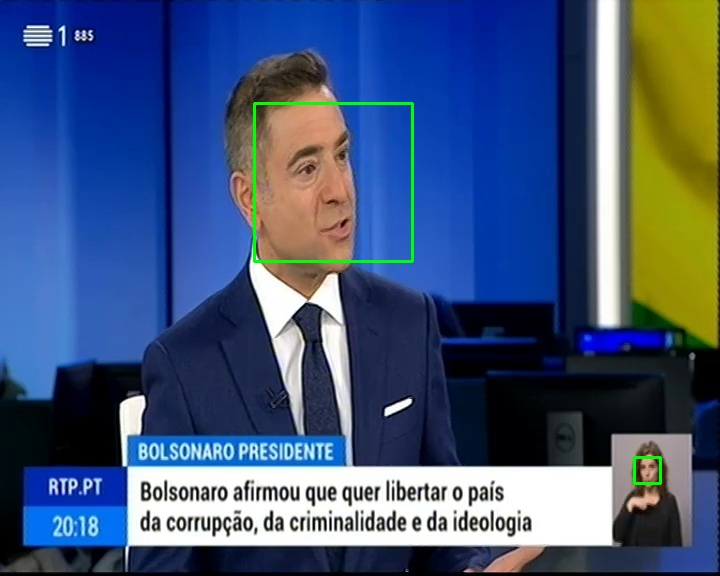 1 885
BOLSONARO PRESIDENTE
RTP.PT
Bolsonaro afirmou que quer libertar o país
20:18
da corrupção, da criminalidade e da ideologia
DELL